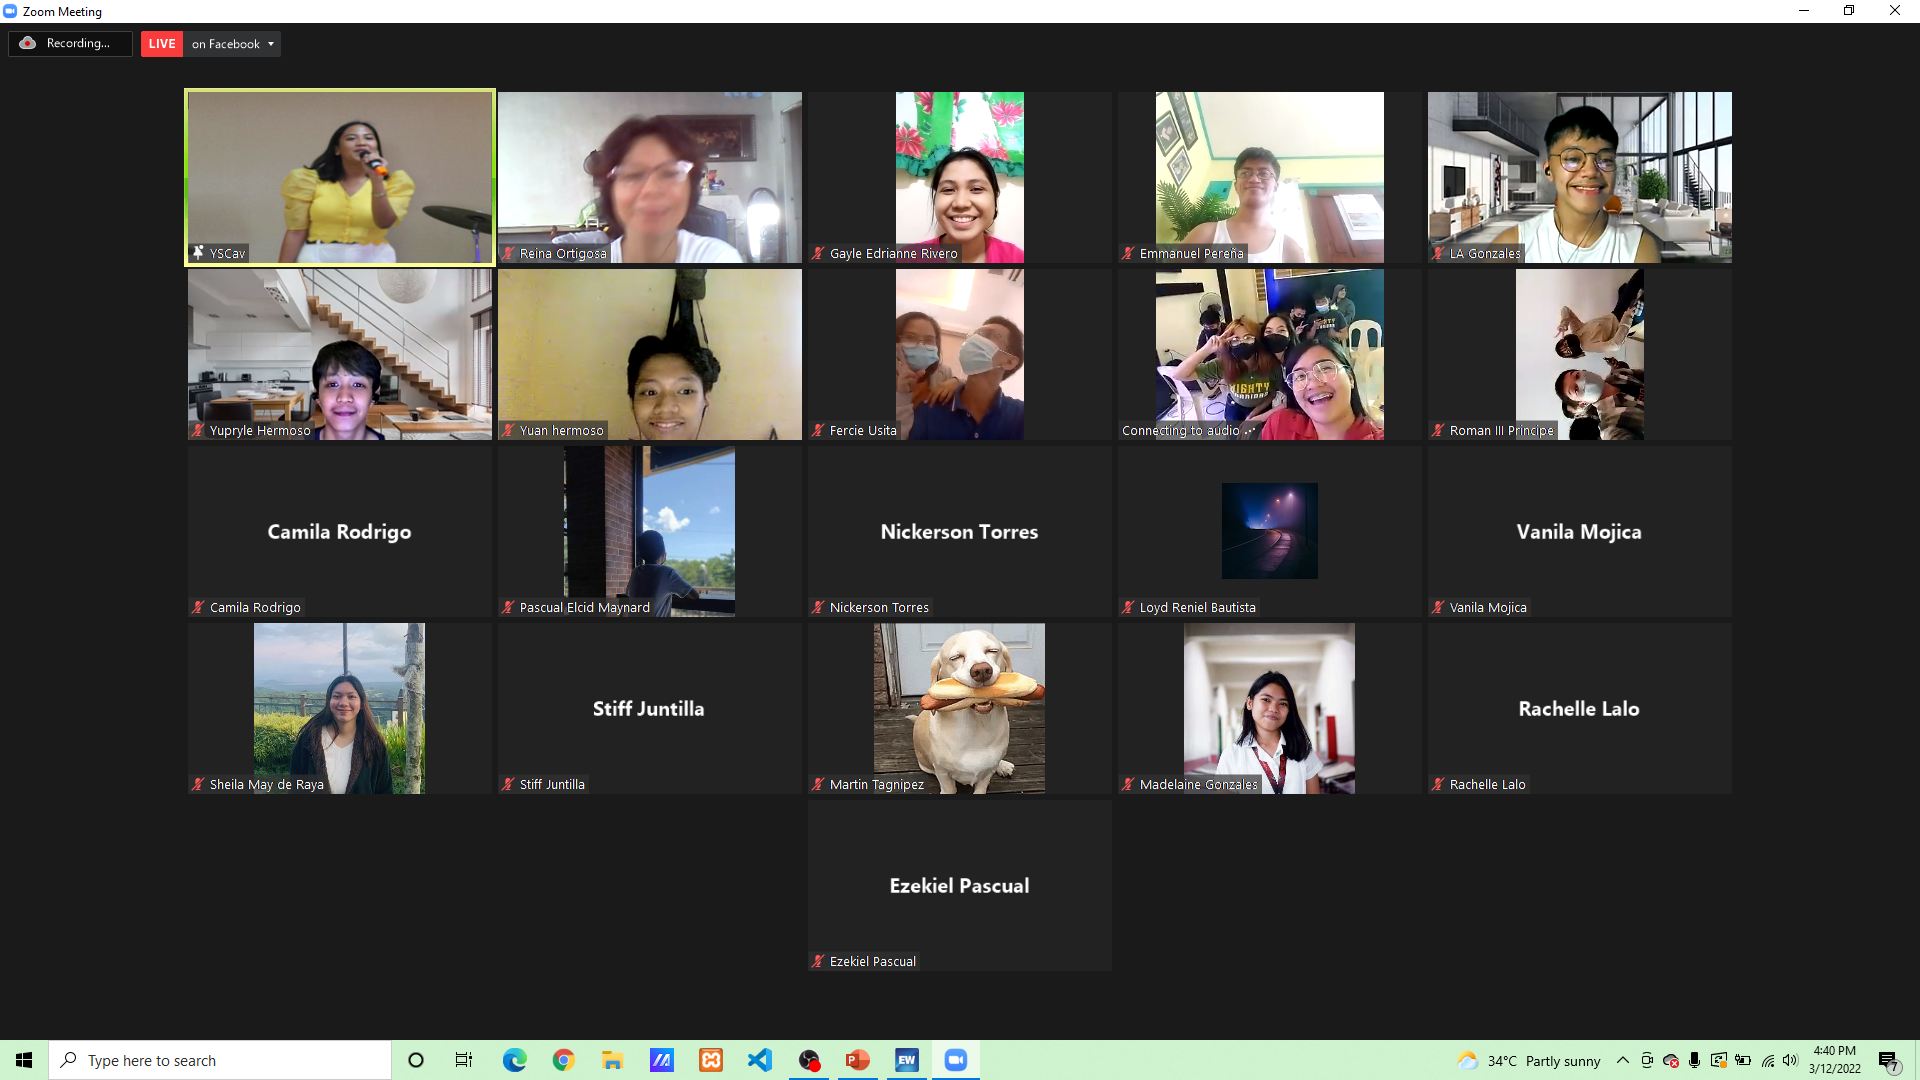 Zoom Meeting
Recording...
LIVE on Facebook
YSCav
Reina Ortigosa
Gayle Edrianne Rivero
Emmanuel Pereña
LA Gonzales
Yupryle Hermoso
Yuan hermoso
Fercie Usita
Connecting to audio ...
Roman III Principe
MIGHTY
Camila Rodrigo
Camila Rodrigo
Pascual Elcid Maynard
Nickerson Torres
Nickerson Torres
Loyd Reniel Bautista
Vanila Mojica
Vanila Mojica
Sheila May de Raya
Stiff Juntilla
Stiff Juntilla
Martin Tagnipez
Madelaine Gonzales
Rachelle Lalo
Rachelle Lalo
Ezekiel Pascual
Ezekiel Pascual
Type here to search
EW
34°C Partly sunny
4:40 PM
3/12/2022
7